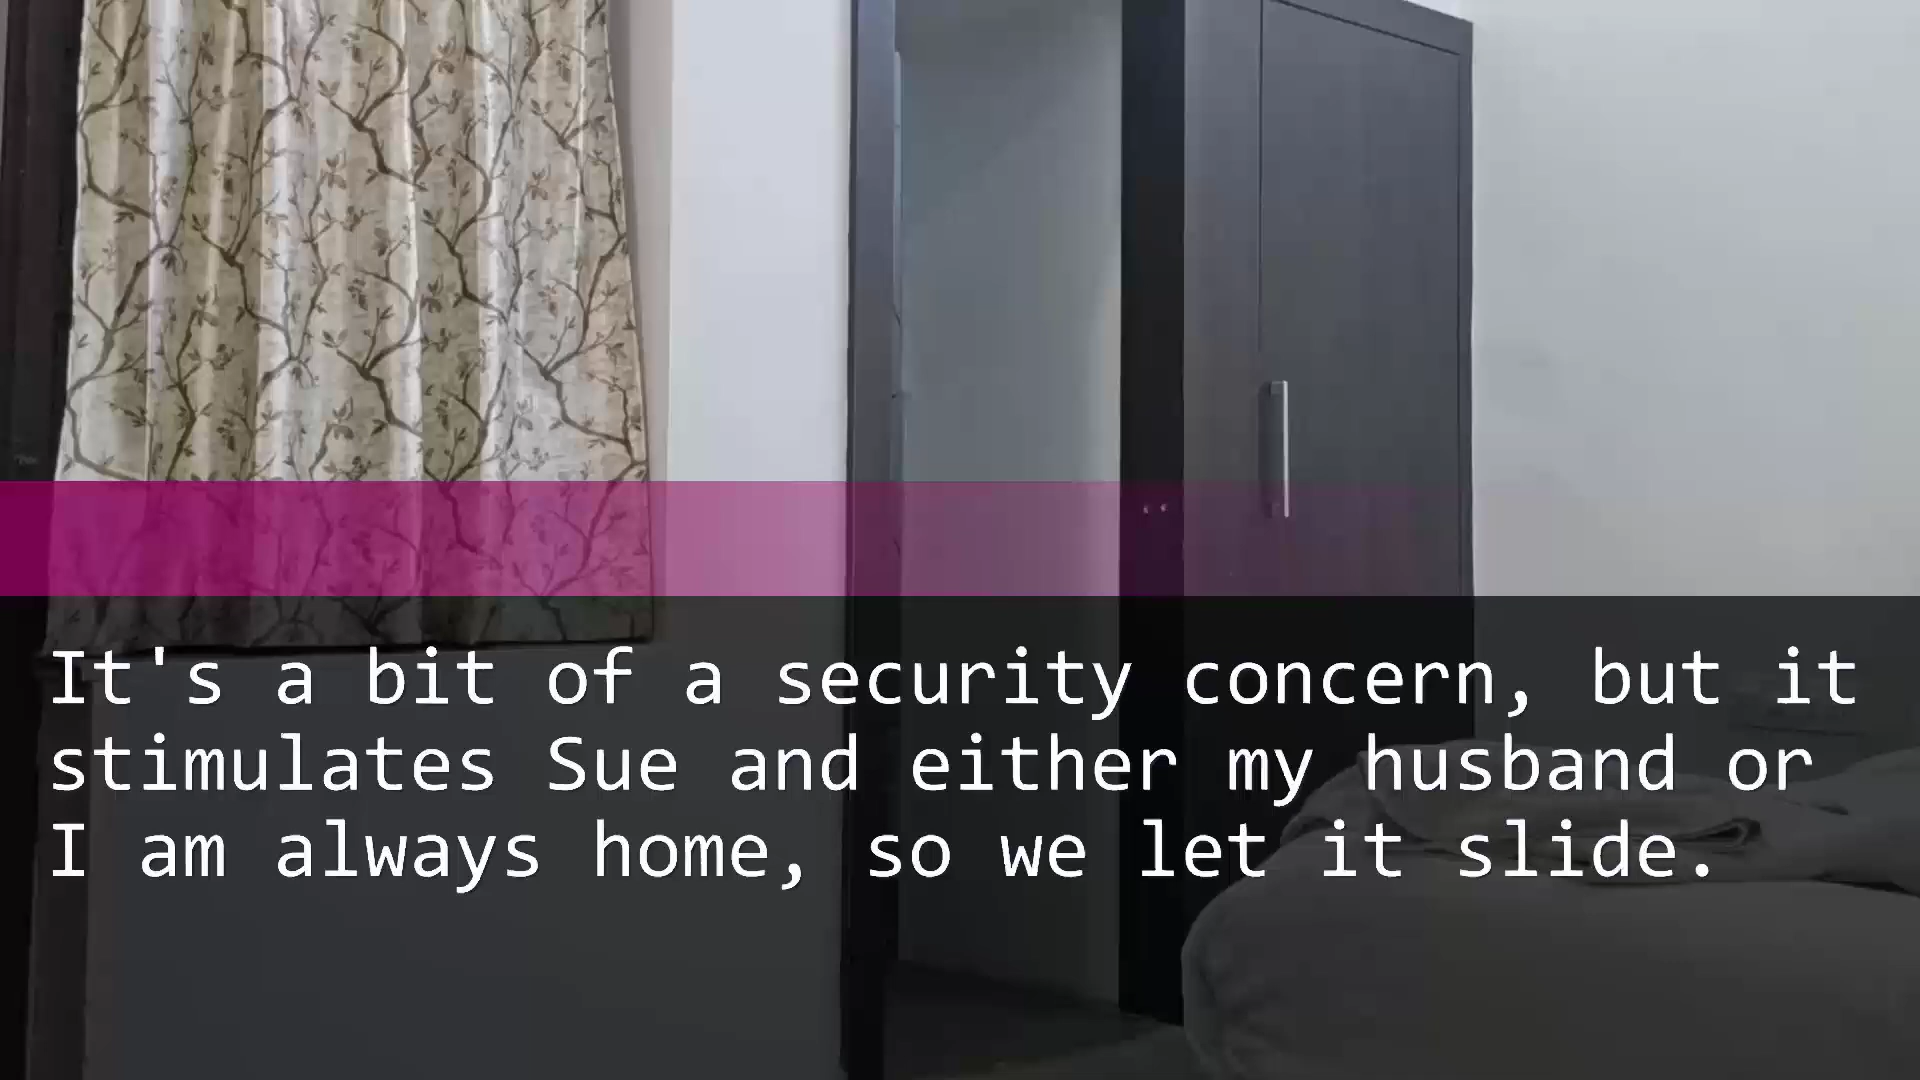 It's a bit of a security concern, but it
stimulates Sue and either my husband or
I am always home, so we let it slide.